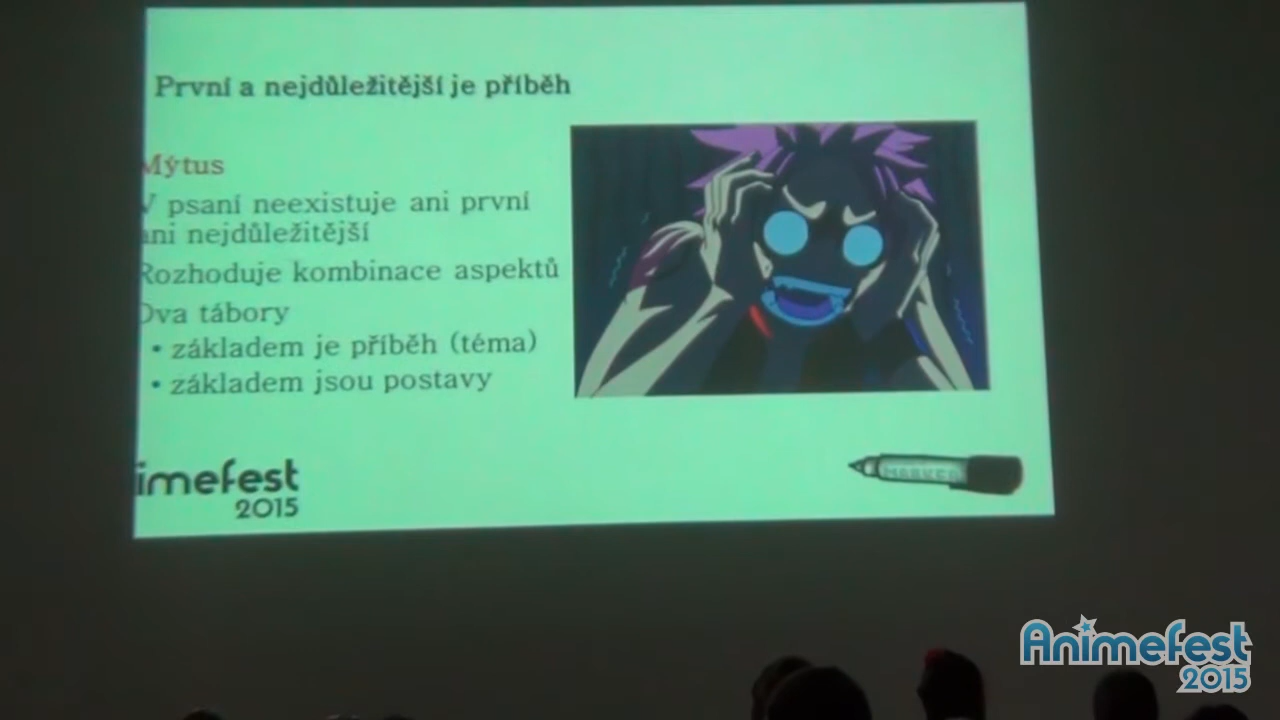 První a nejdůležitější je příběh
Mýtus
V psaní neexistuje ani první
ani nejdůležitější
Rozhoduje kombinace aspektů
Dva tábory
• základem je příběh (téma)
• základem jsou postavy
imefest
2015
MARKER
Animefest
2015